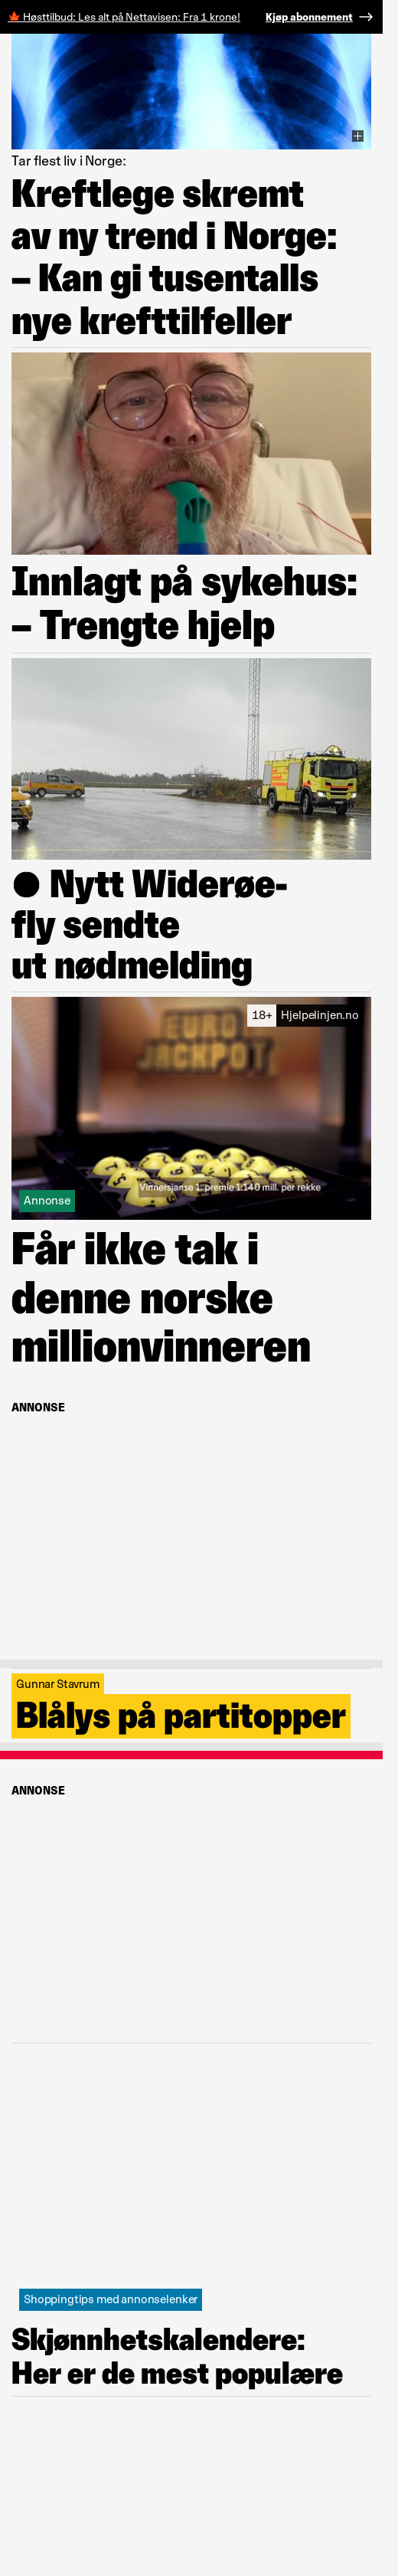 Høsttilbud: Les alt på Nettavisen: Fra 1 krone! Kjøp abonnement
Tar flest liv i Norge:
Kreftlege skremt
av ny trend i Norge:
– Kan gi tusentalls
nye krefttilfeller
Innlagt på sykehus:
– Trengte hjelp
● Nytt Widerøe-
fly sendte
ut nødmelding
18+ Hjelpelinjen.no
EURO
JACKPOT
Vinnersjanse 1. premie 1:140 mill. per rekke
Annonse
Får ikke tak i
denne norske
millionvinneren
ANNONSE
Gunnar Stavrum
Blålys på partitopper
ANNONSE
Shoppingtips med annonselenker
Skjønnhetskalendere:
Her er de mest populære